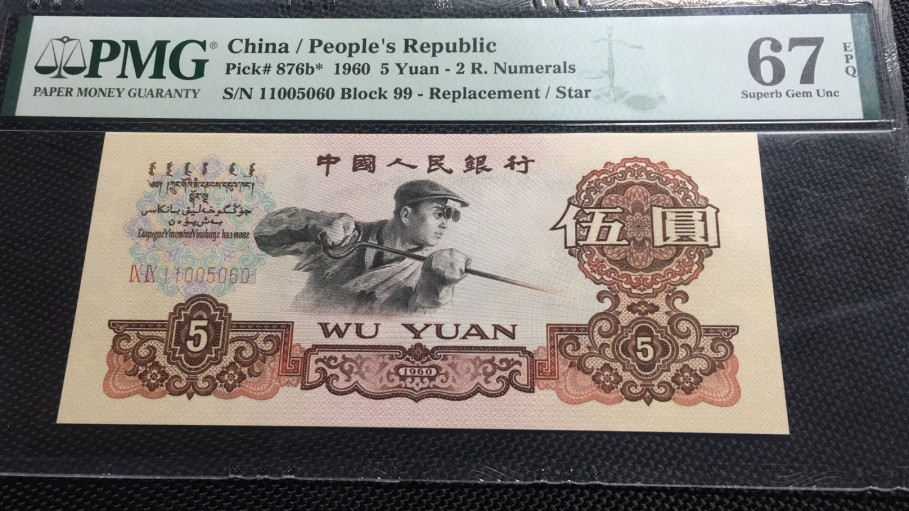 PMG®
PAPER MONEY GUARANTY
China / People's Republic
Pick# 876b* 1960 5 Yuan - 2 R. Numerals
S/N 11005060 Block 99 - Replacement / Star
67 EPQ
Superb Gem Unc
中國人民銀行
伍圓
IX IX 11005060
WU YUAN
5
5
1960